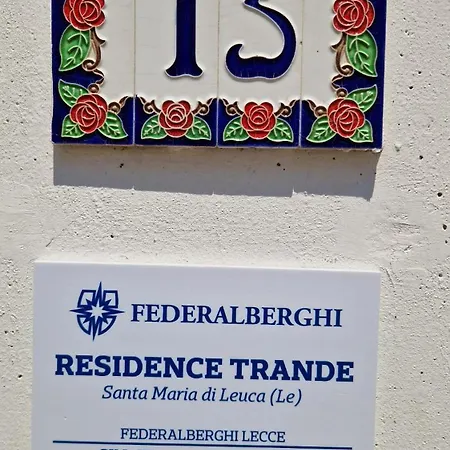 13
FEDERALBERGHI
RESIDENCE TRANDE
Santa Maria di Leuca (Le)
FEDERALBERGHI LECCE